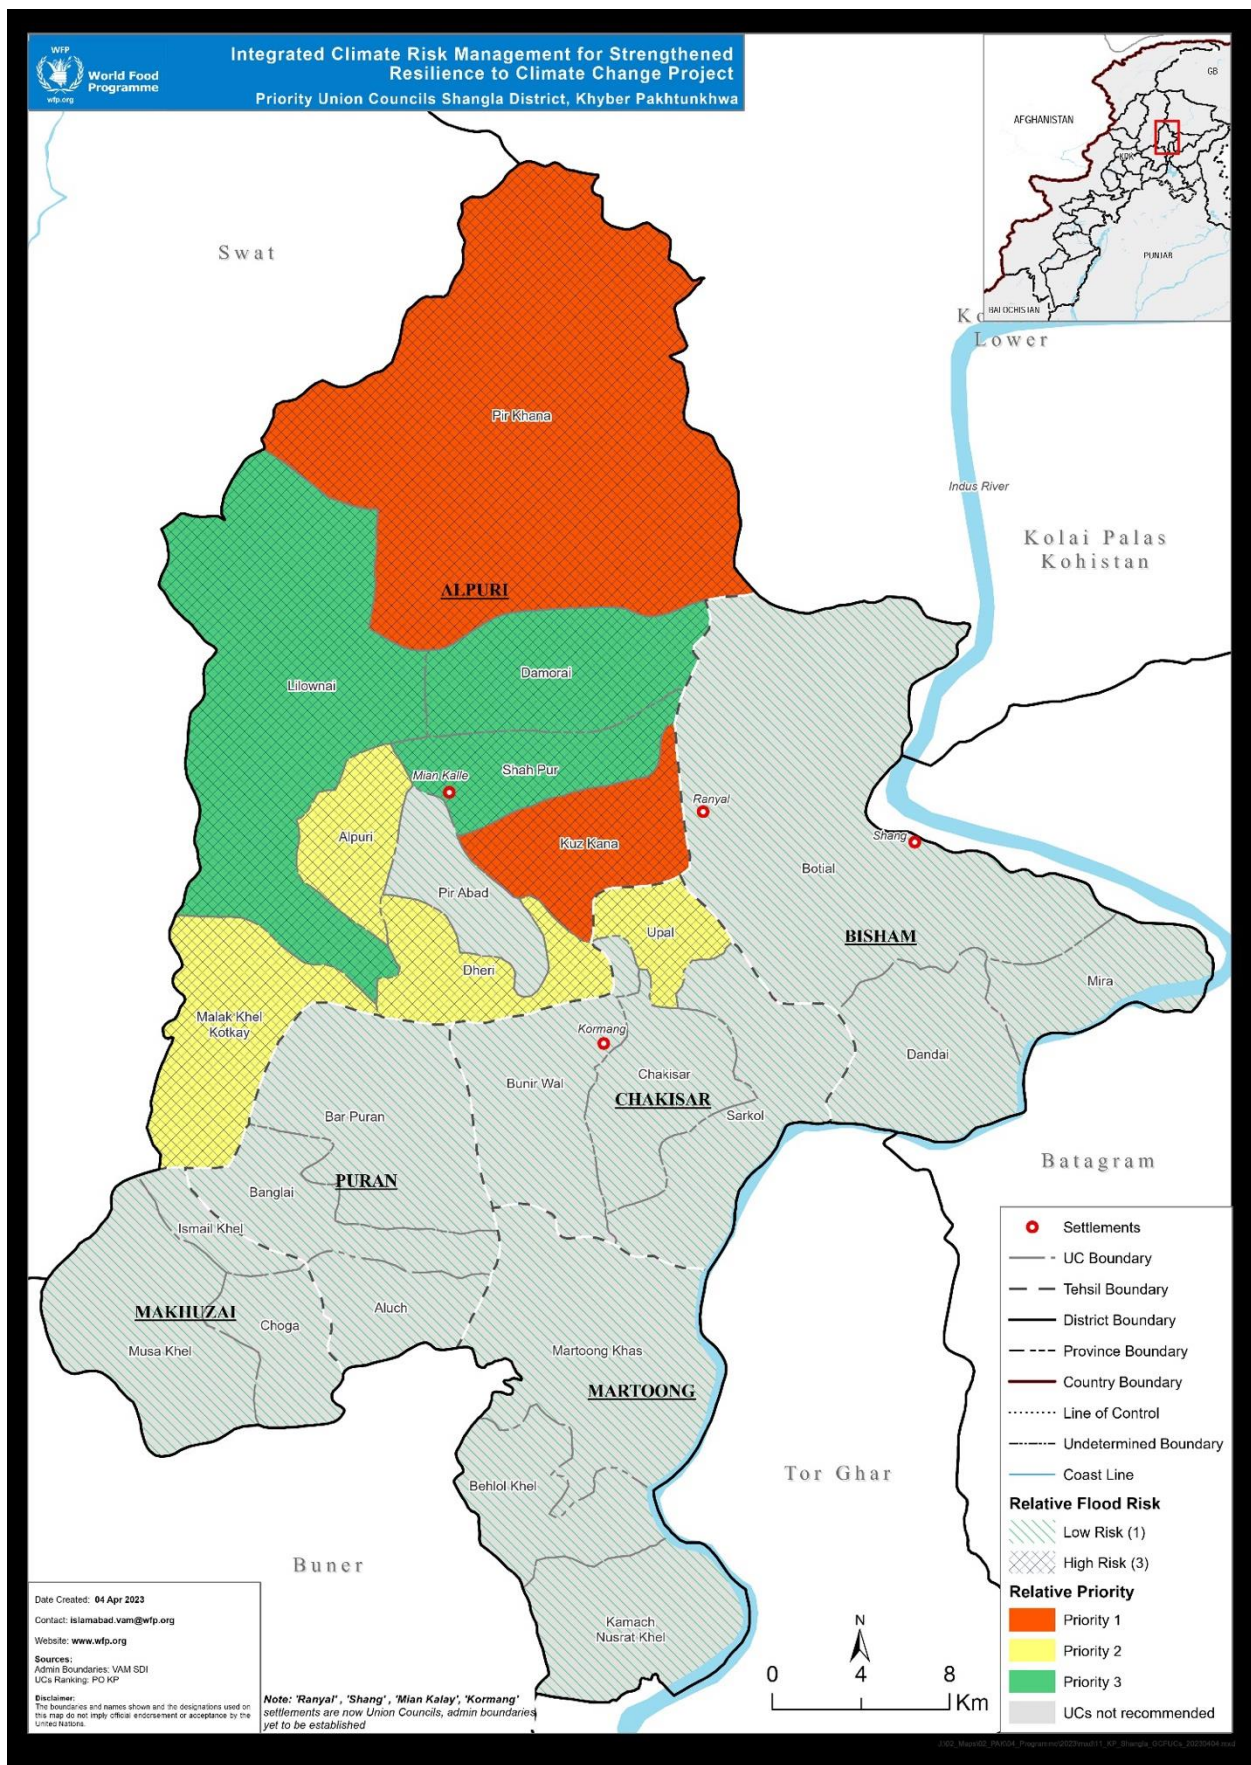 WFP
wfp.org
World Food
Programme
Integrated Climate Risk Management for Strengthened
Resilience to Climate Change Project
Priority Union Councils Shangla District, Khyber Pakhtunkhwa
GB
AFGHANISTAN
KPK
PUNJAB
BALOCHISTAN
Swat
Lower
Pir Khana
Indus River
Kolai Palas
Kohistan
ALPURI
Lilownai
Damorai
Shah Pur
Mian Kalle
Ranyal
Shang
Alpuri
Kuz Kana
Botial
Pir Abad
Upal
BISHAM
Dheri
Mira
Malak Khel
Kotkay
Kormang
Dandai
Bunir Wal
Chakisar
CHAKISAR
Sarkol
Bar Puran
Batagram
PURAN
Banglai
Ismail Khel
MAKHUZAI
Aluch
Choga
Musa Khel
Martoong Khas
MARTOONG
Tor Ghar
Behlol Khel
Buner
Kamach
Nusrat Khel
Settlements
UC Boundary
Tehsil Boundary
District Boundary
Province Boundary
Country Boundary
Line of Control
Undetermined Boundary
Coast Line
Relative Flood Risk
Low Risk (1)
High Risk (3)
Relative Priority
Priority 1
Priority 2
Priority 3
UCs not recommended
N
0 4 8
Km
Date Created: 04 Apr 2023
Contact: islamabad.vam@wfp.org
Website: www.wfp.org
Sources:
Admin Boundaries: VAM SDI
UCs Ranking: PO KP
Disclaimer:
The boundaries and names shown and the designations used on
this map do not imply official endorsement or acceptance by the
United Nations.
Note: 'Ranyal' , 'Shang' , 'Mian Kalay', 'Kormang'
settlements are now Union Councils, admin boundaries
yet to be established